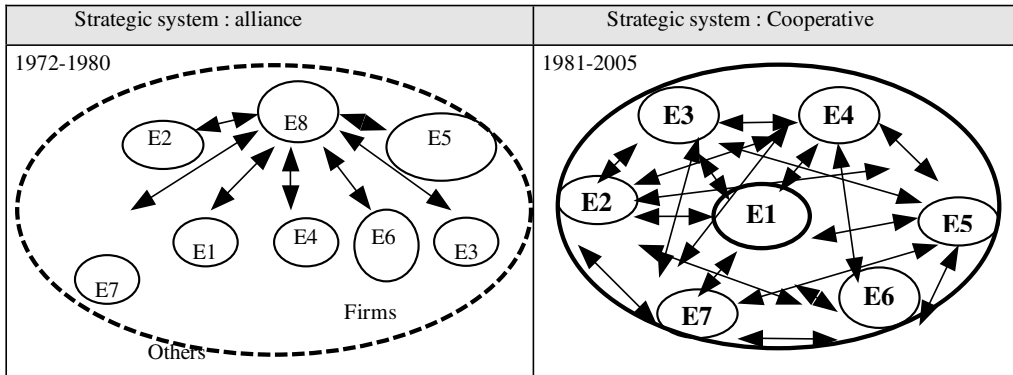 Strategic system : alliance
Strategic system : Cooperative
1972-1980
E8
E2
E5
E1
E4
E6
E3
E7
Firms
Others
1981-2005
E3
E4
E2
E1
E5
E6
E7